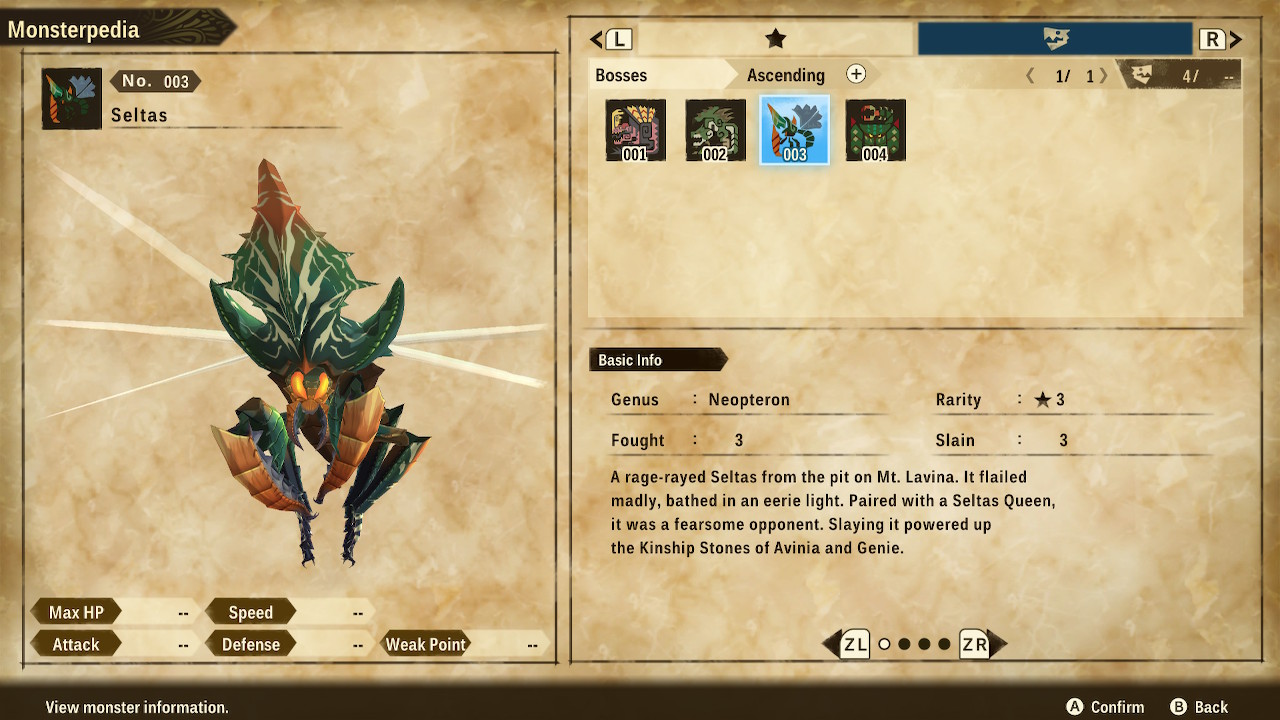 Monsterpedia
No. 003
Seltas
L
R
Bosses
Ascending
1/ 1
4/ --
001
002
003
004
Basic Info
Genus : Neopteron
Rarity : ★ 3
Fought : 3
Slain : 3
A rage-rayed Seltas from the pit on Mt. Lavina. It flailed
madly, bathed in an eerie light. Paired with a Seltas Queen,
it was a fearsome opponent. Slaying it powered up
the Kinship Stones of Avinia and Genie.
Max HP --
Speed --
Attack --
Defense --
Weak Point --
ZL
ZR
View monster information.
A Confirm
B Back